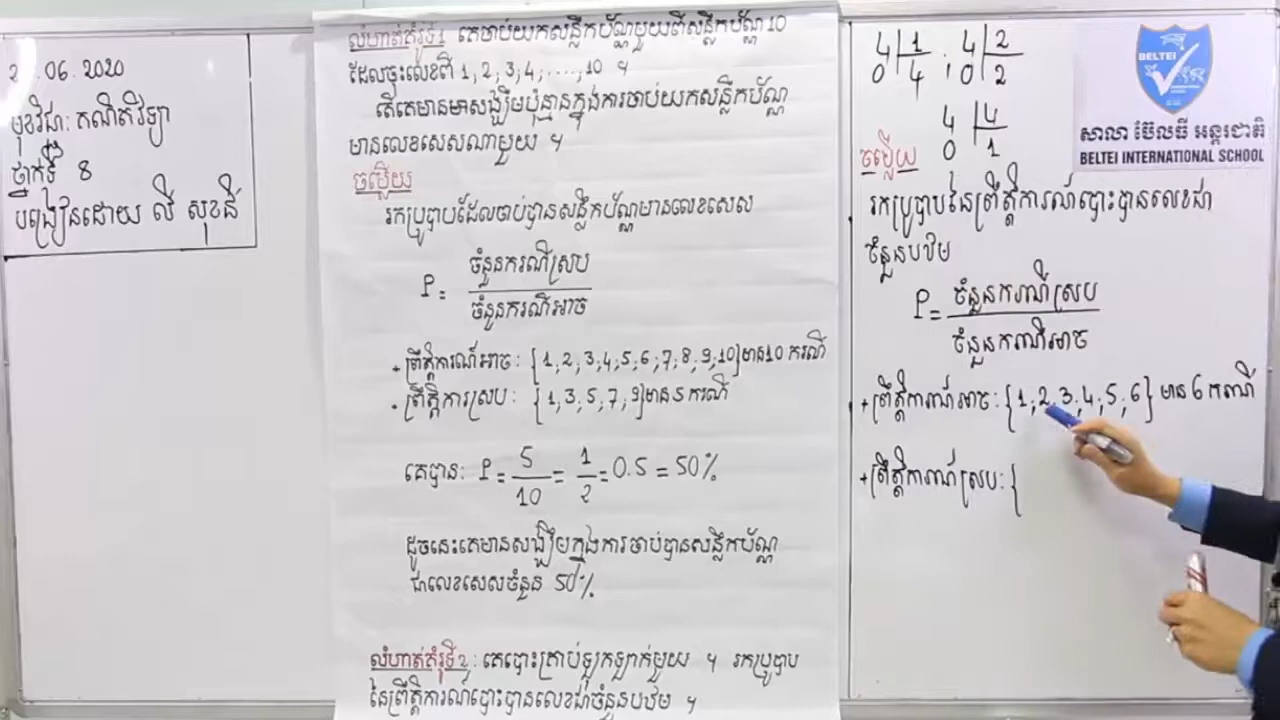 2 .06.2020
មុខវិជ្ជាៈ គណិតវិទ្យា
ថ្នាក់ទី 8
បង្រៀនដោយ លី សុខនី
លំហាត់គំរូទី1 គេចាប់យកសន្លឹកប័ណ្ណមួយពីសន្លឹកប័ណ្ណ 10
ដែលចុះលេខពី 1, 2, 3, 4, ...., 10 ។
តើគេមានមាសង្ឃឹមប៉ុន្មានក្នុងការចាប់យកសន្លឹកប័ណ្ណ
មានលេខសេសណាមួយ ។
ចម្លើយ
រកប្រូបាបដែលចាប់បានសន្លឹកប័ណ្ណមានលេខសេស
P = ចំនួនករណីស្រប / ចំនួនករណីអាច
+ ព្រឹត្តិការណ៍អាចៈ {1, 2, 3, 4, 5, 6, 7, 8, 9, 10} មាន 10 ករណី
+ ព្រឹត្តិការស្របៈ {1, 3, 5, 7, 9} មាន 5 ករណី
គេបានៈ P = 5/10 = 1/2 = 0.5 = 50%
ដូចនេះគេមានសង្ឃឹមក្នុងការចាប់បានសន្លឹកប័ណ្ណ
ជាលេខសេសចំនួន 50%
លំហាត់គំរូទី2 : គេបោះគ្រាប់ឡុកឡាក់មួយ ។ រកប្រូបាប
នៃព្រឹត្តិការណ៍បោះបានលេខជាចំនួនបឋម ។
4 | 1 , 4 | 2
0 | 4 0 | 2
4 | 4
0 | 1
BELTEI
សាលា ប៊ែលធី អន្តរជាតិ
BELTEI INTERNATIONAL SCHOOL
ចម្លើយ
រកប្រូបាបនៃព្រឹត្តិការណ៍បោះបានលេខជា
ចំនួនបឋម
P = ចំនួនករណីស្រប / ចំនួនករណីអាច
+ ព្រឹត្តិការណ៍អាចៈ {1, 2, 3, 4, 5, 6} មាន 6 ករណី
+ ព្រឹត្តិការណ៍ស្របៈ {